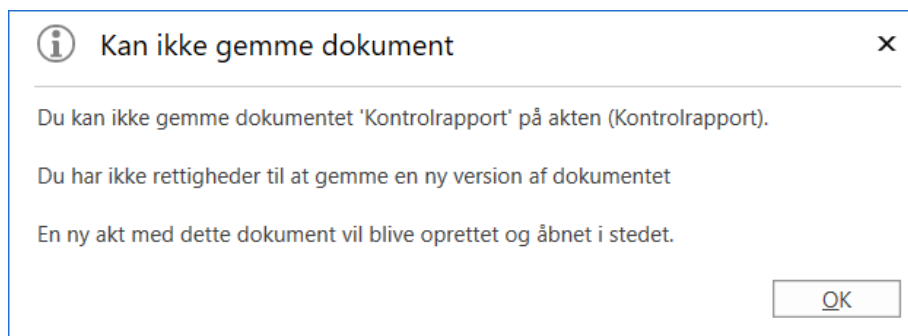 Kan ikke gemme dokument
Du kan ikke gemme dokumentet 'Kontrolrapport' på akten (Kontrolrapport).
Du har ikke rettigheder til at gemme en ny version af dokumentet
En ny akt med dette dokument vil blive oprettet og åbnet i stedet.
OK